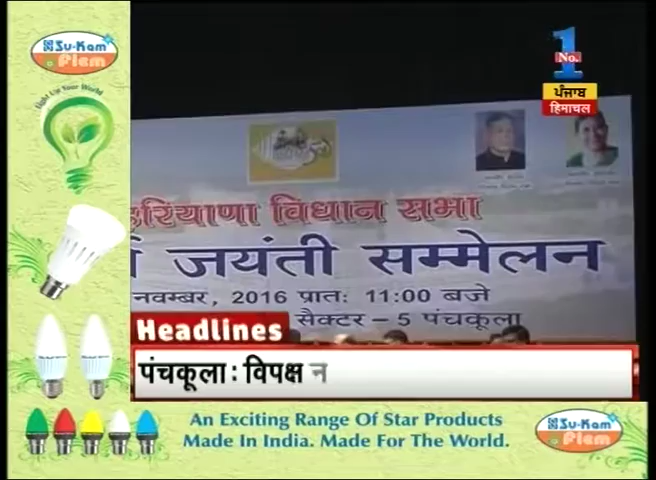 Su-Kam
Plem
Light Up Your World
No.1
ਪੰਜਾਬ
हिमाचल
हरियाणा विधान सभा
जयंती सम्मेलन
नवम्बर, 2016 प्रातः 11:00 बजे
सैक्टर – 5 पंचकूला
Headlines
पंचकूला : विपक्ष न
An Exciting Range Of Star Products
Made in India. Made For The World.
Su-Kam
Plem